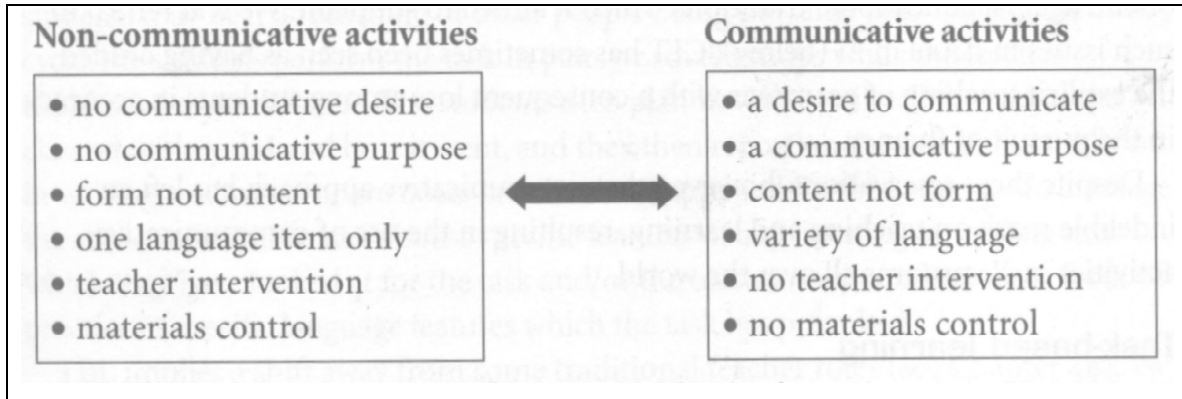 Non-communicative activities
• no communicative desire
• no communicative purpose
• form not content
• one language item only
• teacher intervention
• materials control
Communicative activities
• a desire to communicate
• a communicative purpose
• content not form
• variety of language
• no teacher intervention
• no materials control